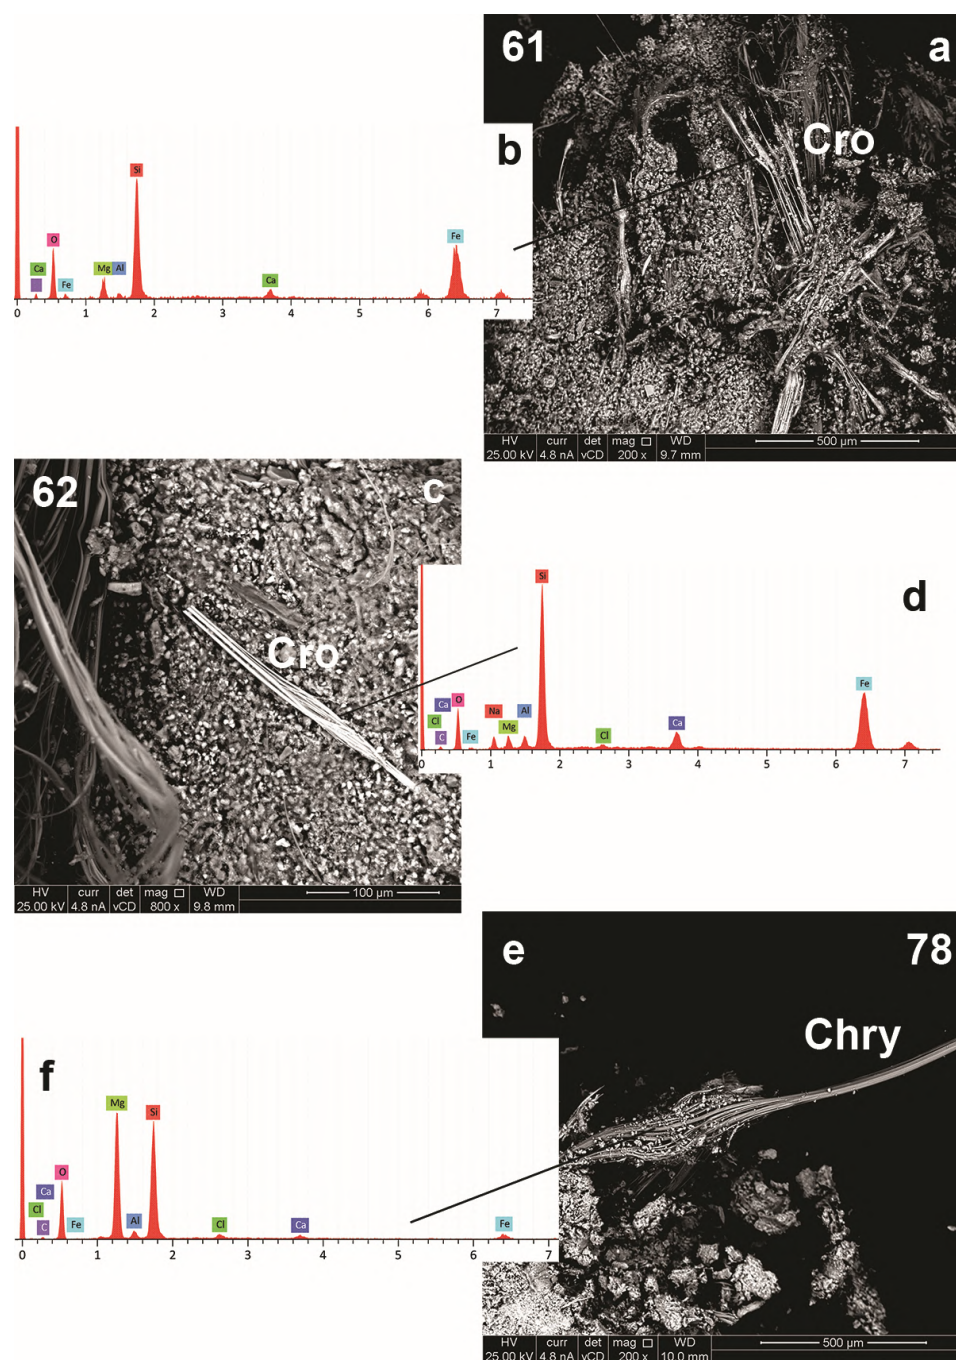 61 a
Cro
b
Si
O
Fe
Ca
Mg Al
Fe
Ca
0 1 2 3 4 5 6 7
HV curr det mag WD
25.00 kV 4.8 nA vCD 200 x 9.7 mm
500 µm
62 c
Cro
HV curr det mag WD
25.00 kV 4.8 nA vCD 800 x 9.8 mm
100 µm
d
Si
Fe
Ca O
Cl Na Al Ca
Mg
C Fe Cl
0 1 2 3 4 5 6 7
e 78
Chry
f
Mg
Si
O
Ca
Cl
C Fe Al Cl Ca Fe
0 1 2 3 4 5 6 7
HV curr det mag WD
25.00 kV 4.8 nA vCD 200 x 10.0 mm
500 µm